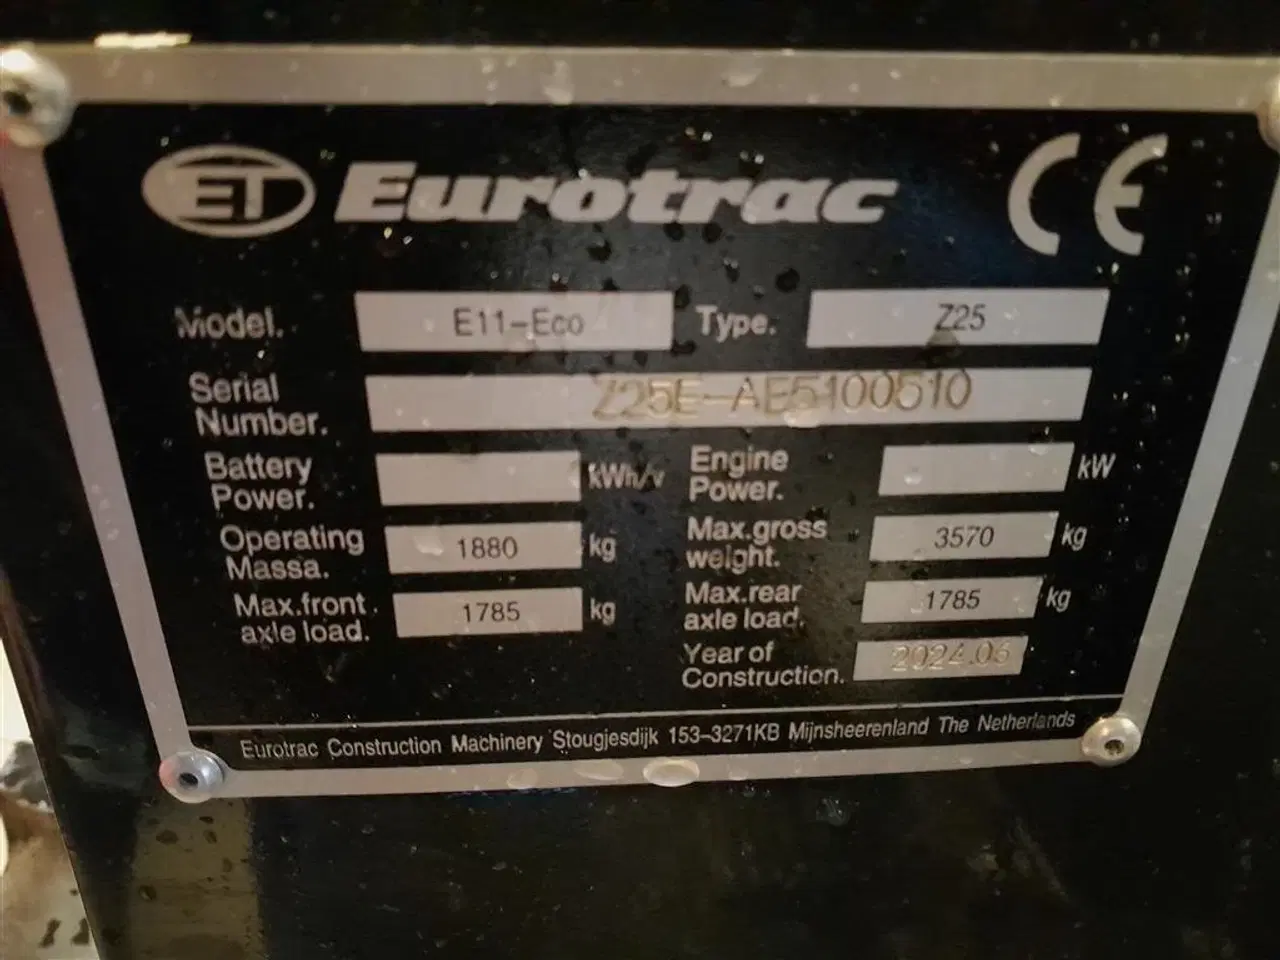 ET Eurotrac CE
Model. E11-Eco Type. Z25
Serial
Number. Z25E-AE5100510
Battery
Power. kWh/v
Engine
Power. kW
Operating
Massa. 1880 kg
Max.gross
weight. 3570 kg
Max.front
axle load. 1785 kg
Max.rear
axle load. 1785 kg
Year of
Construction. 2024.06
Eurotrac Construction Machinery Stougjesdijk 153-3271KB Mijnsheerenland The Netherlands